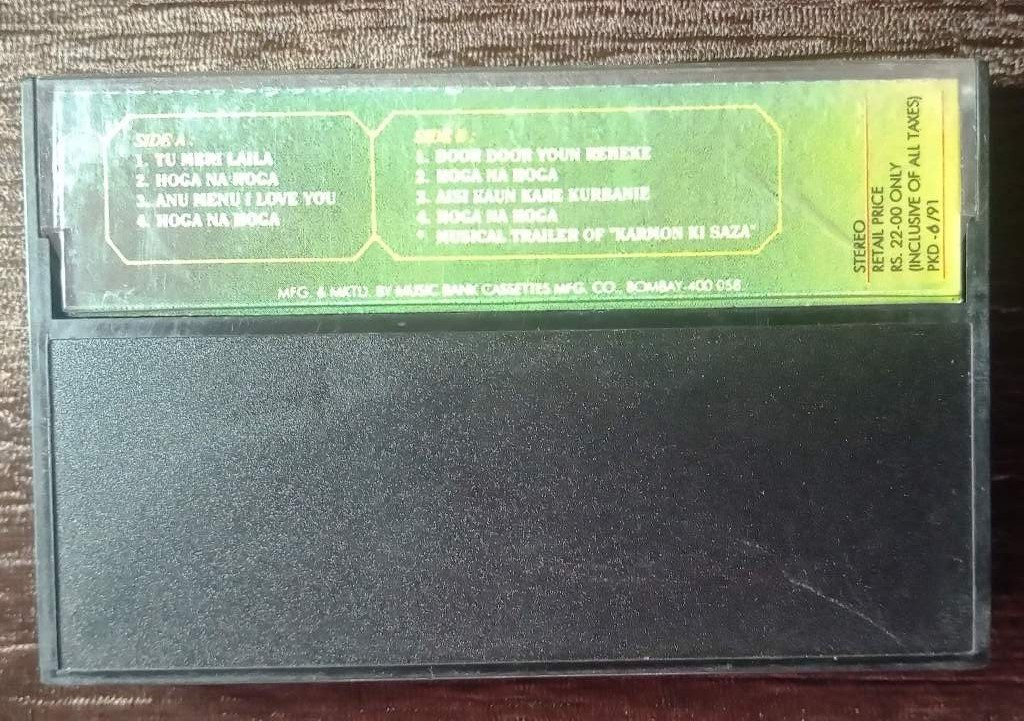 SIDE A :
1. TU MERI LAILA
2. HOGA NA HOGA
3. ANU MENU I LOVE YOU
4. HOGA NA HOGA
SIDE B :
1. DOOR DOOR YOUN REHEKE
2. HOGA NA HOGA
3. AISI KAUN KARE KURBANIE
4. HOGA NA HOGA
* MUSICAL TRAILER OF "KARMON KI SAZA"
MFG. & MKTD. BY MUSIC BANK CASSETTES MFG. CO. BOMBAY-400 058.
STEREO
RETAIL PRICE
RS. 22-00 ONLY
(INCLUSIVE OF ALL TAXES)
PKD -6/91